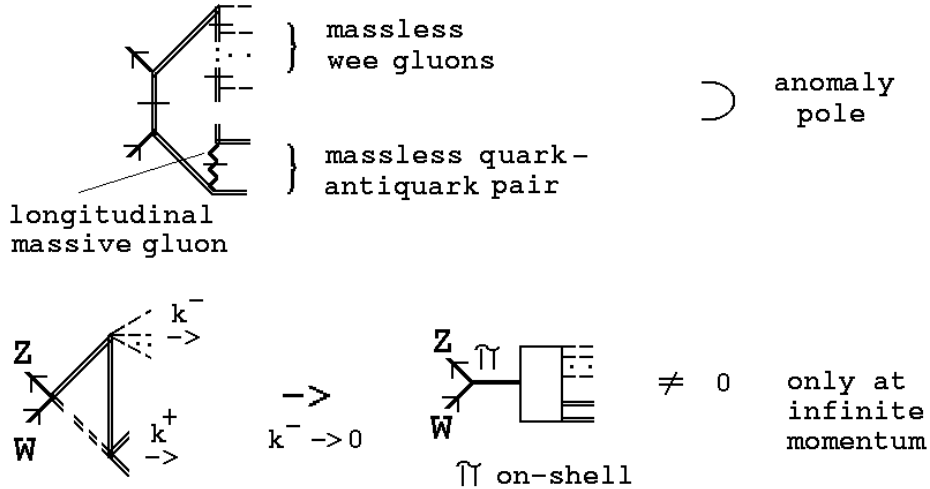 massless
wee gluons
anomaly
pole
massless quark-
antiquark pair
longitudinal
massive gluon
k⁻
->
Z
W
k⁺
->
->
k⁻ ->0
Z
π
W
≠ 0
only at
infinite
momentum
π on-shell